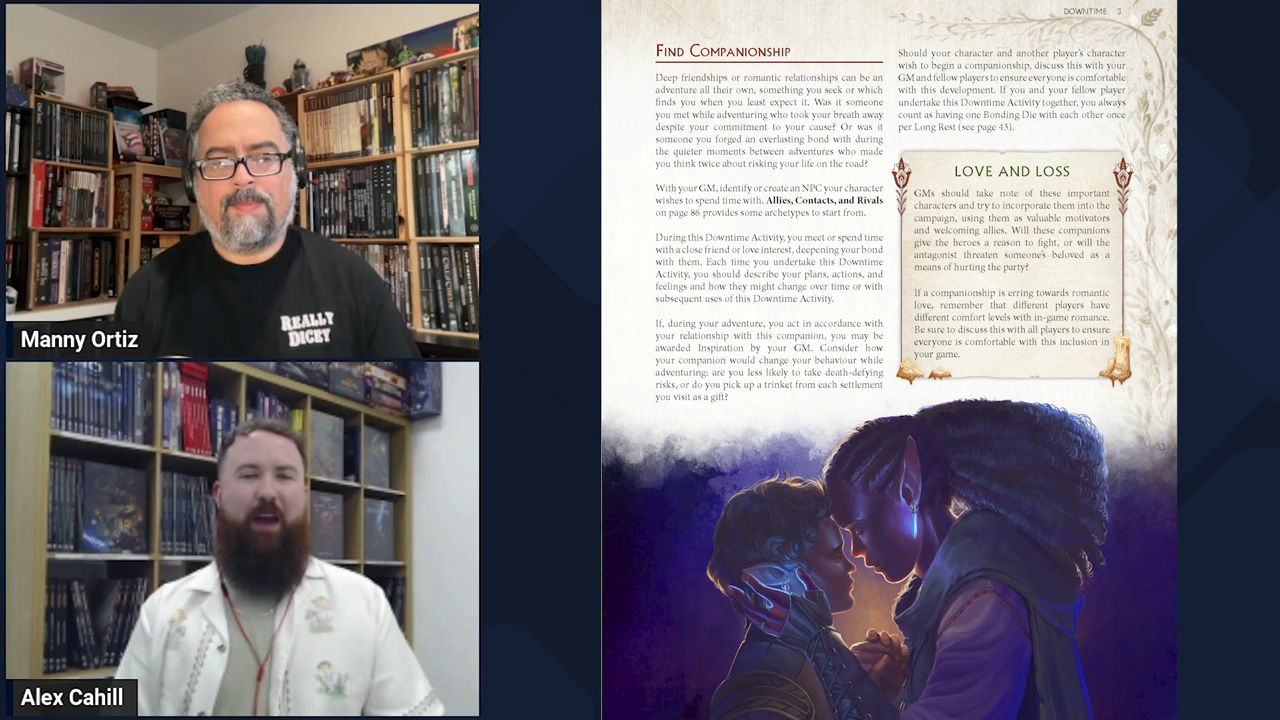 REALLY
DICEY
Manny Ortiz
Alex Cahill
DOWNTIME 3
FIND COMPANIONSHIP
Deep friendships or romantic relationships can be an
adventure all their own, something you seek or which
finds you when you least expect it. Was it someone
you met while adventuring who took your breath away
despite your commitment to your cause? Or was it
someone you forged an everlasting bond with during
the quieter moments between adventures who made
you think twice about risking your life on the road?
With your GM, identify or create an NPC your character
wishes to spend time with. Allies, Contacts, and Rivals
on page 86 provides some archetypes to start from.
During this Downtime Activity, you meet or spend time
with a close friend or love interest, deepening your bond
with them. Each time you undertake this Downtime
Activity, you should describe your plans, actions, and
feelings and how they might change over time or with
subsequent uses of this Downtime Activity.
If, during your adventure, you act in accordance with
your relationship with this companion, you may be
awarded Inspiration by your GM. Consider how
your companion would change your behaviour while
adventuring: are you less likely to take death-defying
risks, or do you pick up a trinket from each settlement
you visit as a gift?
Should your character and another player's character
wish to begin a companionship, discuss this with your
GM and fellow players to ensure everyone is comfortable
with this development. If you and your fellow player
undertake this Downtime Activity together, you always
count as having one Bonding Die with each other once
per Long Rest (see page 43).
LOVE AND LOSS
GMs should take note of these important
characters and try to incorporate them into the
campaign, using them as valuable motivators
and welcoming allies. Will these companions
give the heroes a reason to fight, or will the
antagonist threaten someone's beloved as a
means of hurting the party?
If a companionship is erring towards romantic
love, remember that different players have
different comfort levels with in-game romance.
Be sure to discuss this with all players to ensure
everyone is comfortable with this inclusion in
your game.